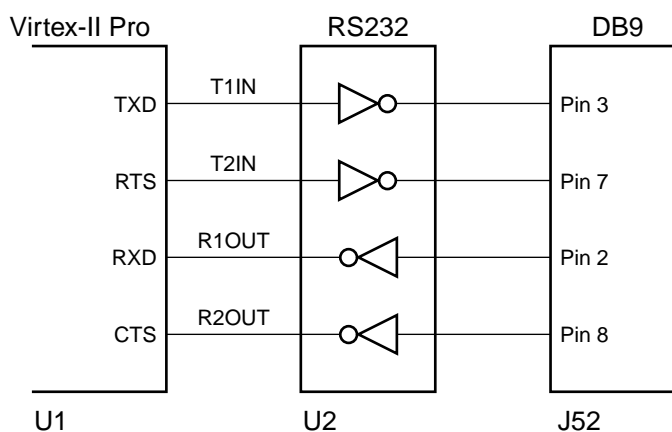 Virtex-II Pro RS232 DB9
TXD T1IN Pin 3
RTS T2IN Pin 7
RXD R1OUT Pin 2
CTS R2OUT Pin 8
U1 U2 J52